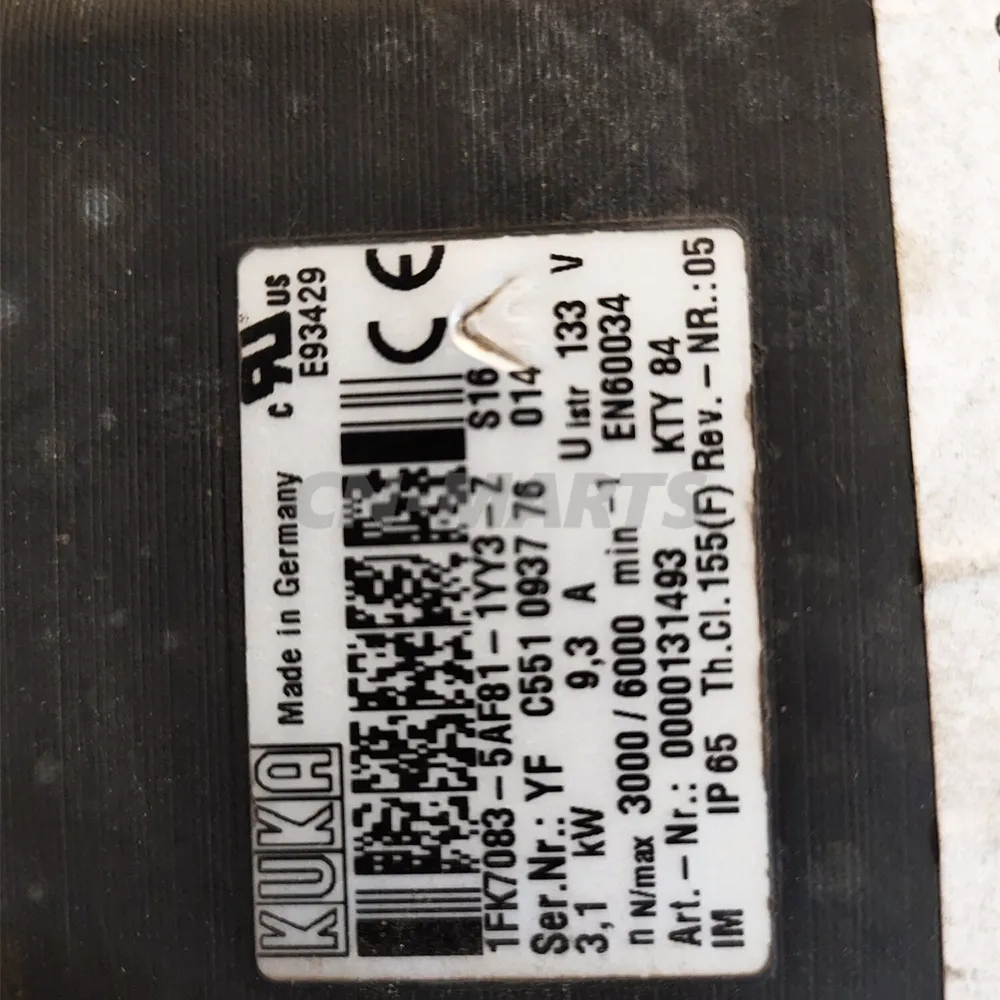 KUKA Made in Germany c RU US
E93429
CE
1FK7083-5AF81-1YY3-Z S16
Ser.Nr.: YF C551 0937 76 014
3,1 kW 9,3 A U istr 133 V
n N/max 3000/6000 min-1 EN60034
Art.-Nr.: 0000131493 KTY 84
IM IP 65 Th.Cl.155(F) Rev.-NR.:05